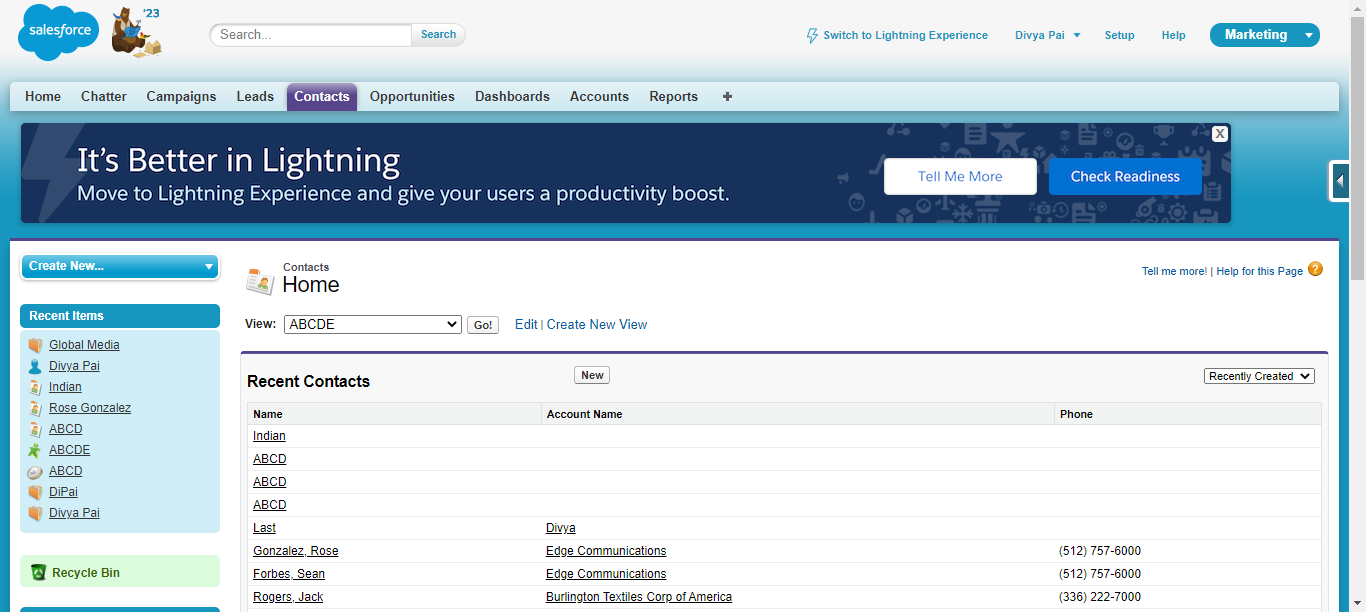 salesforce
'23
Search...
Search
Switch to Lightning Experience
Divya Pai
Setup
Help
Marketing
Home Chatter Campaigns Leads Contacts Opportunities Dashboards Accounts Reports +
It's Better in Lightning
Move to Lightning Experience and give your users a productivity boost.
Tell Me More
Check Readiness
X
Create New...
Recent Items
Global Media
Divya Pai
Indian
Rose Gonzalez
ABCD
ABCDE
ABCD
DiPai
Divya Pai
Recycle Bin
Contacts
Home
Tell me more! | Help for this Page ?
View: ABCDE Go! Edit | Create New View
Recent Contacts New Recently Created
Name Account Name Phone
Indian
ABCD
ABCD
ABCD
Last Divya
Gonzalez, Rose Edge Communications (512) 757-6000
Forbes, Sean Edge Communications (512) 757-6000
Rogers, Jack Burlington Textiles Corp of America (336) 222-7000